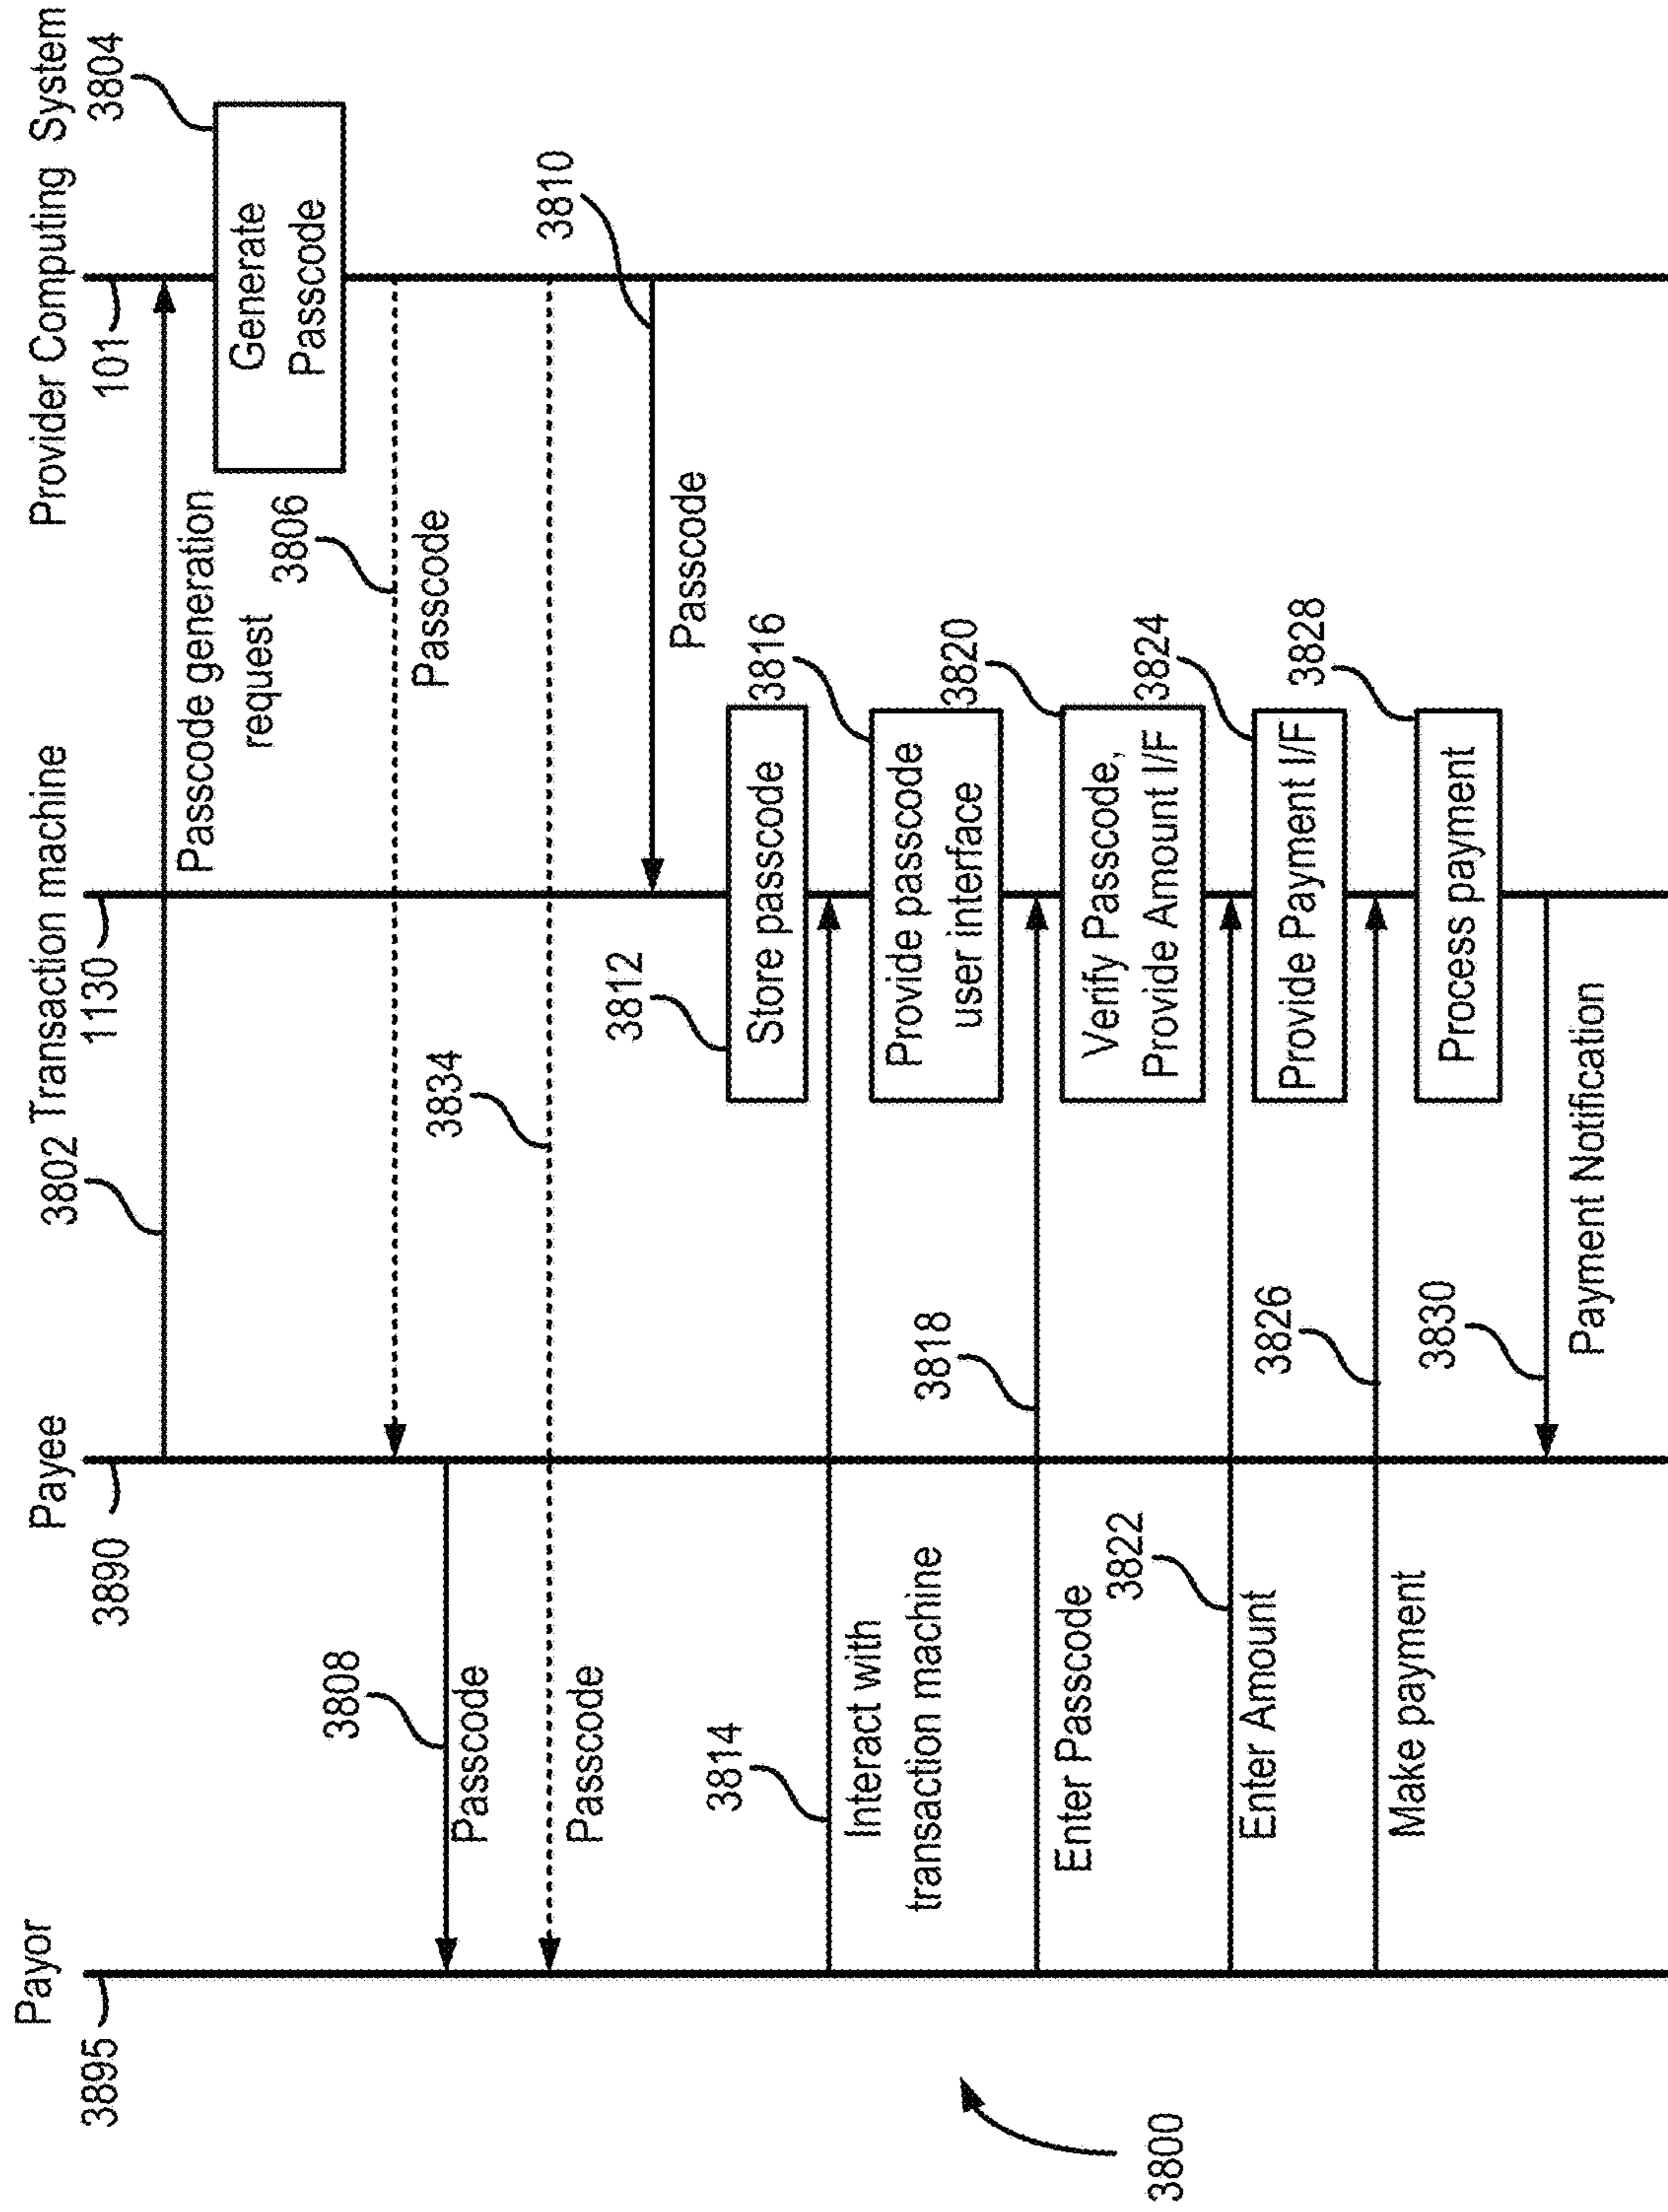 Payor
Payee
Transaction machine
Provider Computing System
3895
3890
1130
101
3802
Passcode generation
request
3804
Generate
Passcode
3806
Passcode
3808
Passcode
3834
Passcode
3810
Passcode
3812
Store passcode
3814
Interact with
transaction machine
3816
Provide passcode
user interface
3818
Enter Passcode
3820
Verify Passcode,
Provide Amount I/F
3822
Enter Amount
3824
Provide Payment I/F
3826
Make payment
3828
Process payment
3830
Payment Notification
3800